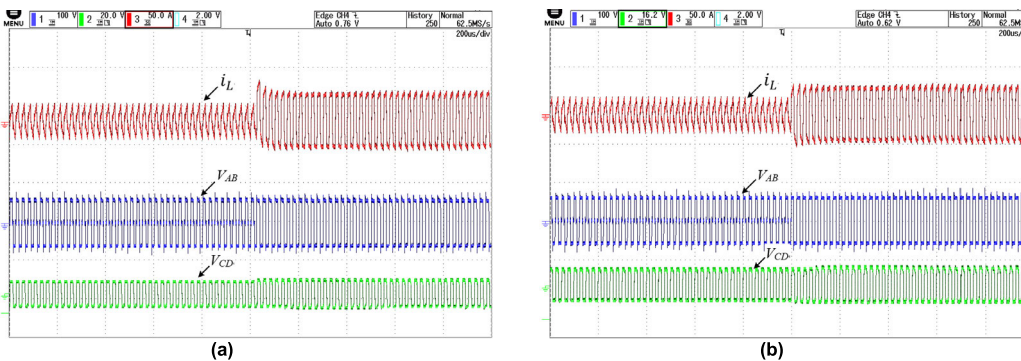 MENU 1 100 V 2 20.0 V 3 50.0 A 4 2.00 V Edge CH4 Auto 0.76 V History 250 Normal 62.5MS/s
200us/div
iL
VAB
VCD
(a)
MENU 1 100 V 2 16.2 V 3 50.0 A 4 2.00 V Edge CH4 Auto 0.62 V History 250 Normal 62.5M
200us
iL
VAB
VCD
(b)